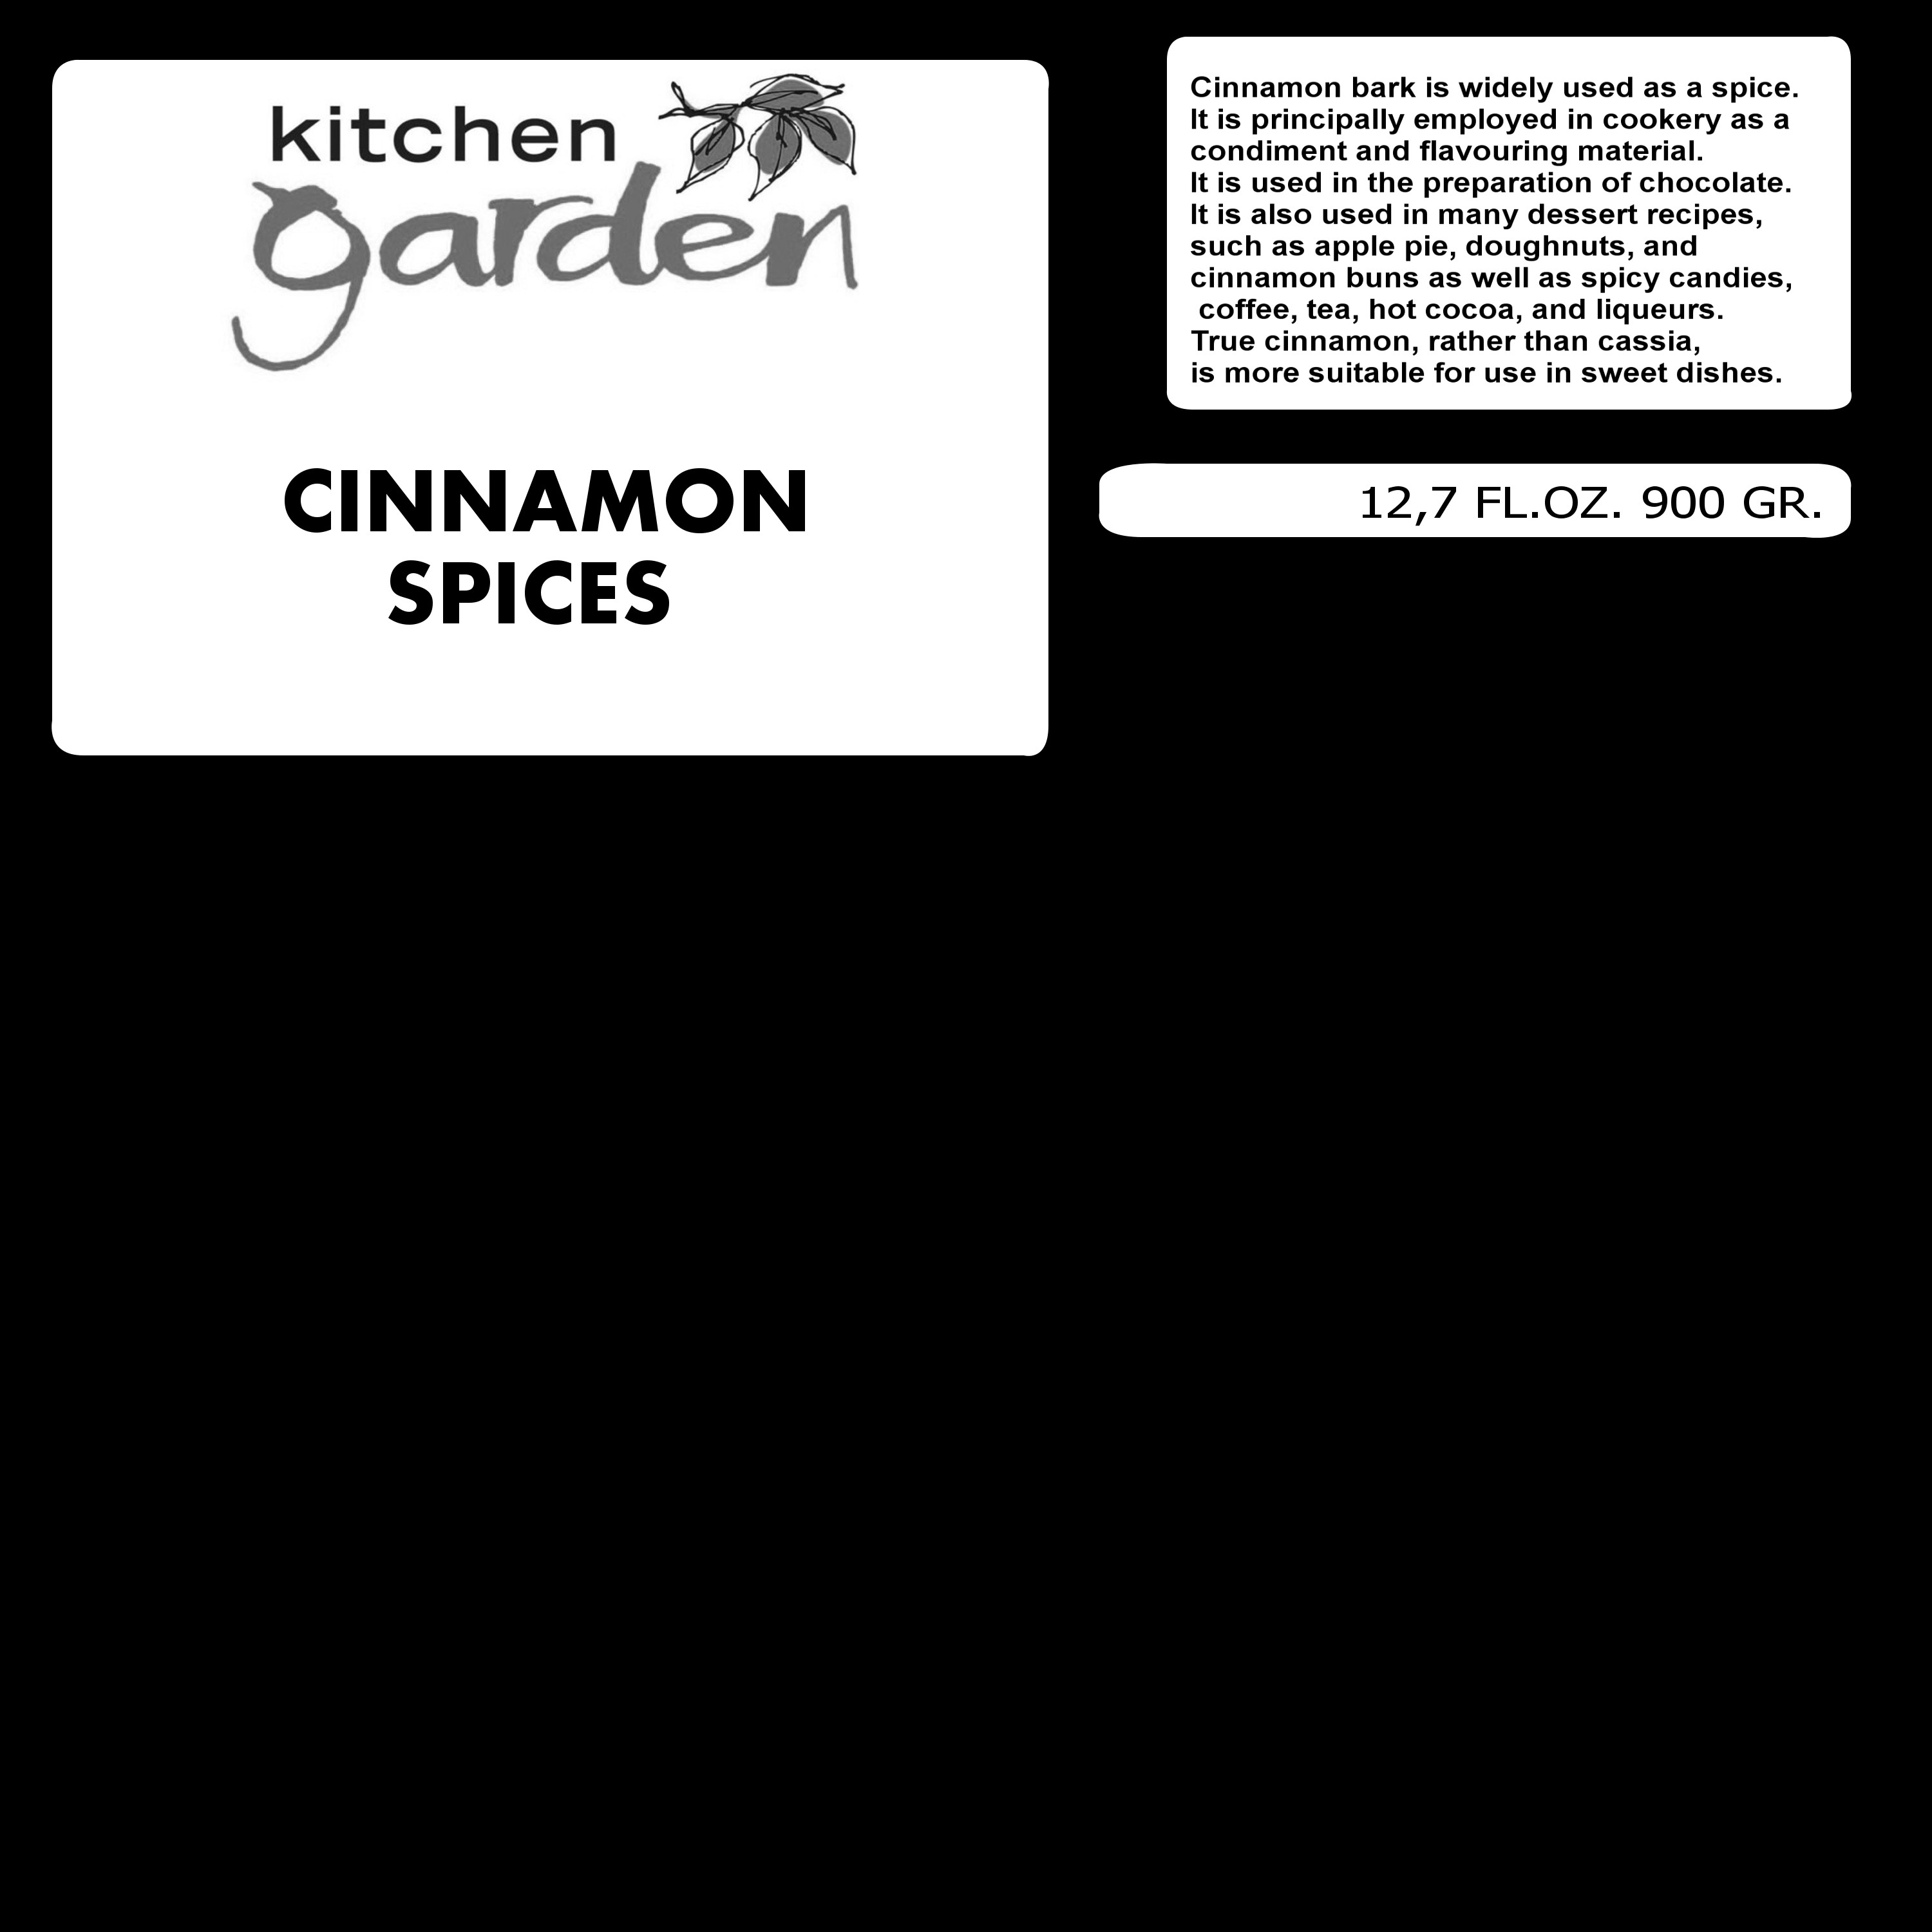 kitchen
garden
CINNAMON
SPICES
Cinnamon bark is widely used as a spice.
It is principally employed in cookery as a
condiment and flavouring material.
It is used in the preparation of chocolate.
It is also used in many dessert recipes,
such as apple pie, doughnuts, and
cinnamon buns as well as spicy candies,
coffee, tea, hot cocoa, and liqueurs.
True cinnamon, rather than cassia,
is more suitable for use in sweet dishes.
12,7 FL.OZ. 900 GR.